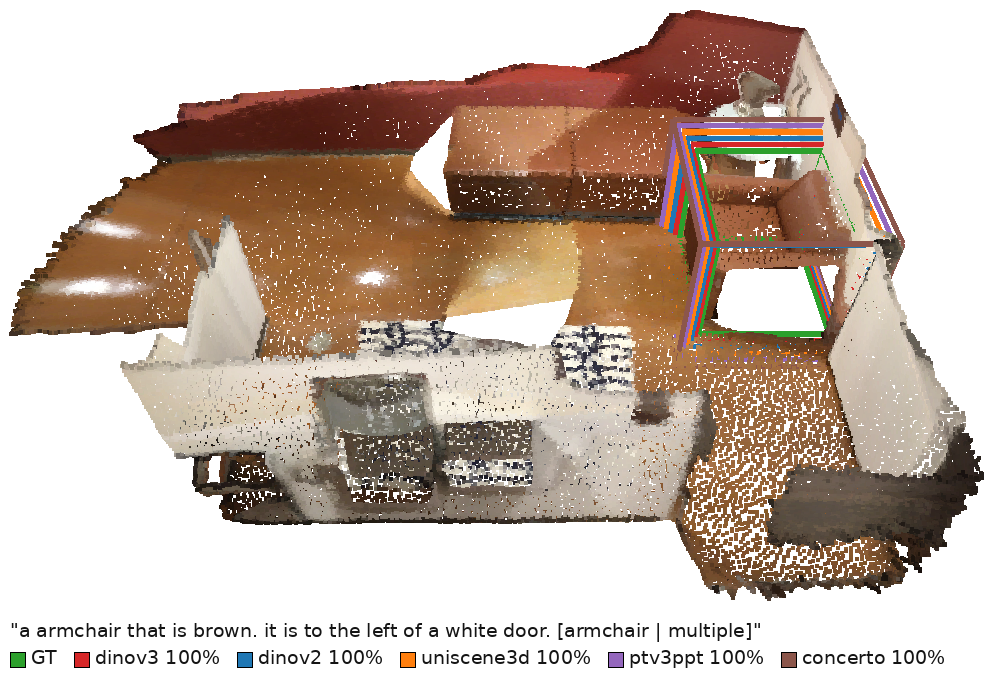 "a armchair that is brown. it is to the left of a white door. [armchair | multiple]"
GT dinov3 100% dinov2 100% uniscene3d 100% ptv3ppt 100% concerto 100%